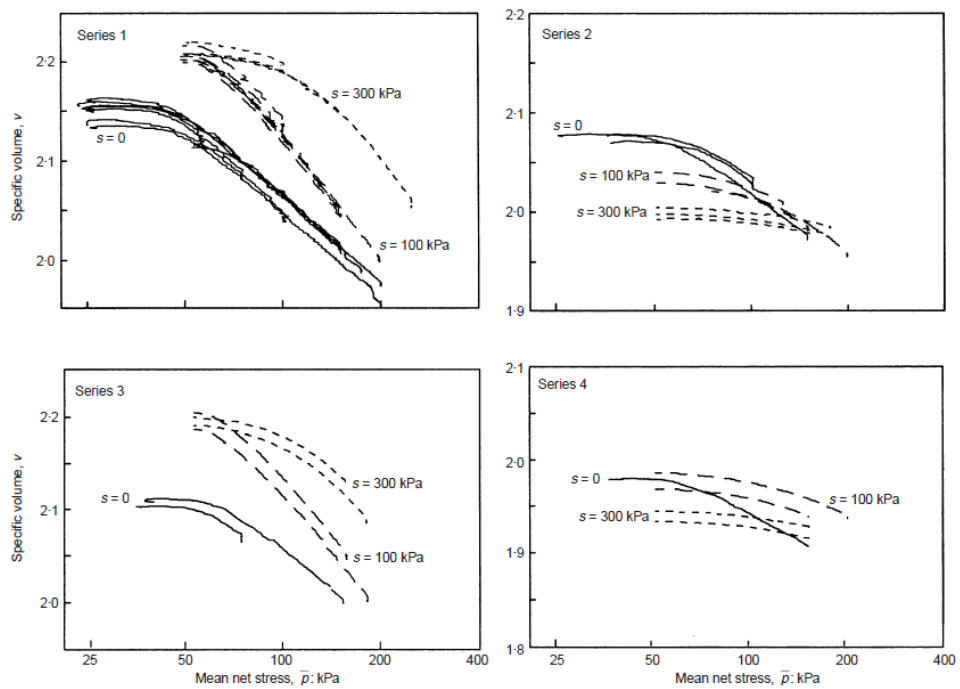 Series 1
2·2
2·1
2·0
Specific volume, v
s = 300 kPa
s = 0
s = 100 kPa
Series 2
2·2
2·1
2·0
1·9
s = 0
s = 100 kPa
s = 300 kPa
Series 3
2·2
2·1
2·0
Specific volume, v
s = 300 kPa
s = 0
s = 100 kPa
25 50 100 200 400
Mean net stress, p̅: kPa
Series 4
2·1
2·0
1·9
1·8
s = 0
s = 100 kPa
s = 300 kPa
25 50 100 200 400
Mean net stress, p̅: kPa